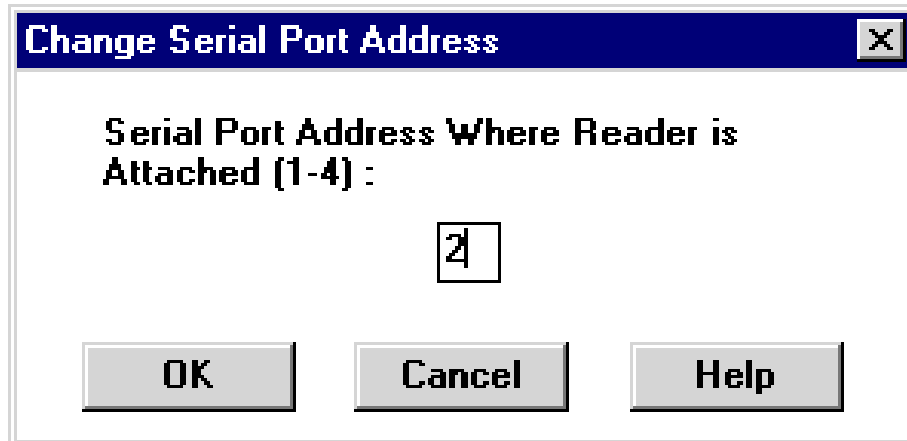 Change Serial Port Address
Serial Port Address Where Reader is
Attached (1-4) :
2
OK Cancel Help